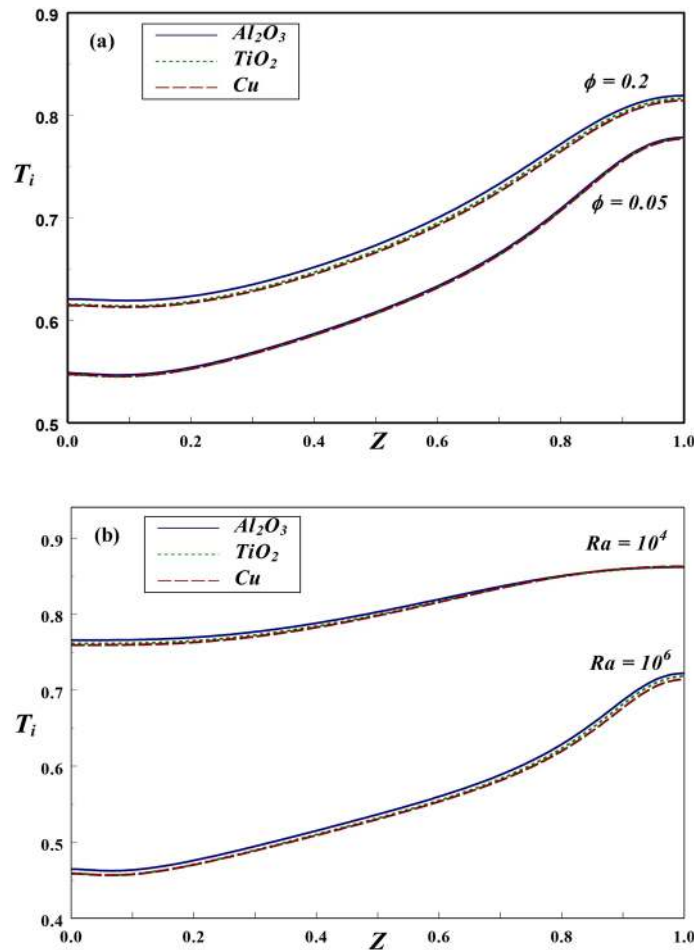 0.9
(a)
Al₂O₃
TiO₂
Cu
ϕ = 0.2
0.8
Tᵢ
0.7
ϕ = 0.05
0.6
0.5
0.0 0.2 0.4 Z 0.6 0.8 1.0
(b)
Al₂O₃
TiO₂
Cu
Ra = 10⁴
0.9
0.8
Ra = 10⁶
0.7
Tᵢ
0.6
0.5
0.4
0.0 0.2 0.4 Z 0.6 0.8 1.0